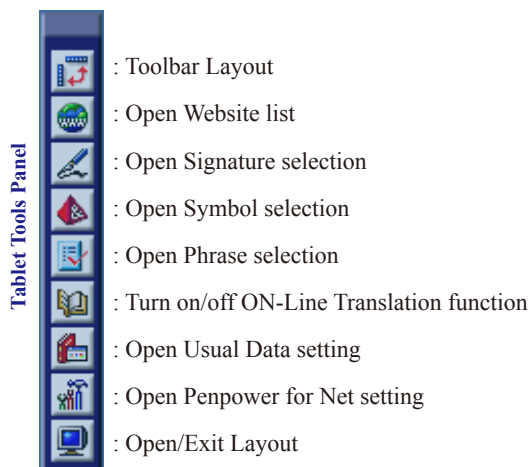 Tablet Tools Panel
: Toolbar Layout
: Open Website list
: Open Signature selection
: Open Symbol selection
: Open Phrase selection
: Turn on/off ON-Line Translation function
: Open Usual Data setting
: Open Penpower for Net setting
: Open/Exit Layout